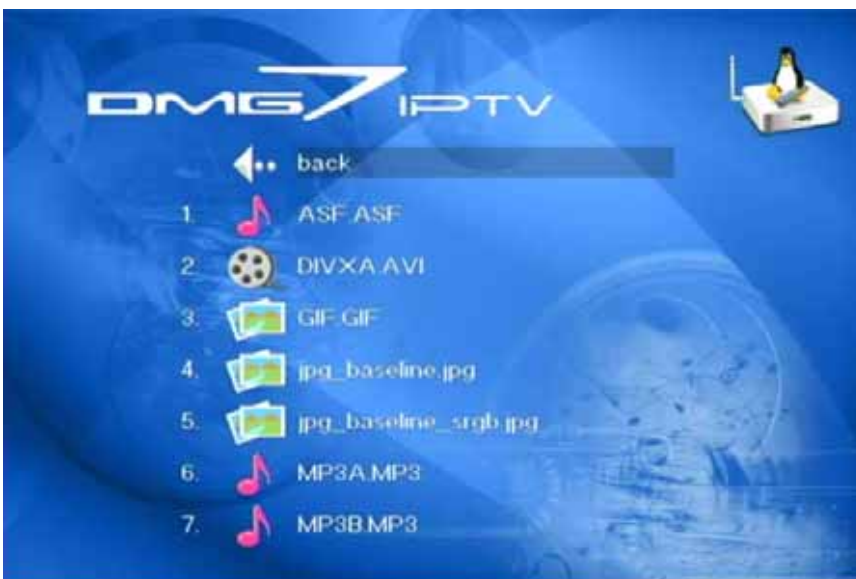 DMG7 IPTV
back
1. ASF.ASF
2. DIVXA.AVI
3. GIF.GIF
4. jpg_baseline.jpg
5. jpg_baseline_srgb.jpg
6. MP3A.MP3
7. MP3B.MP3